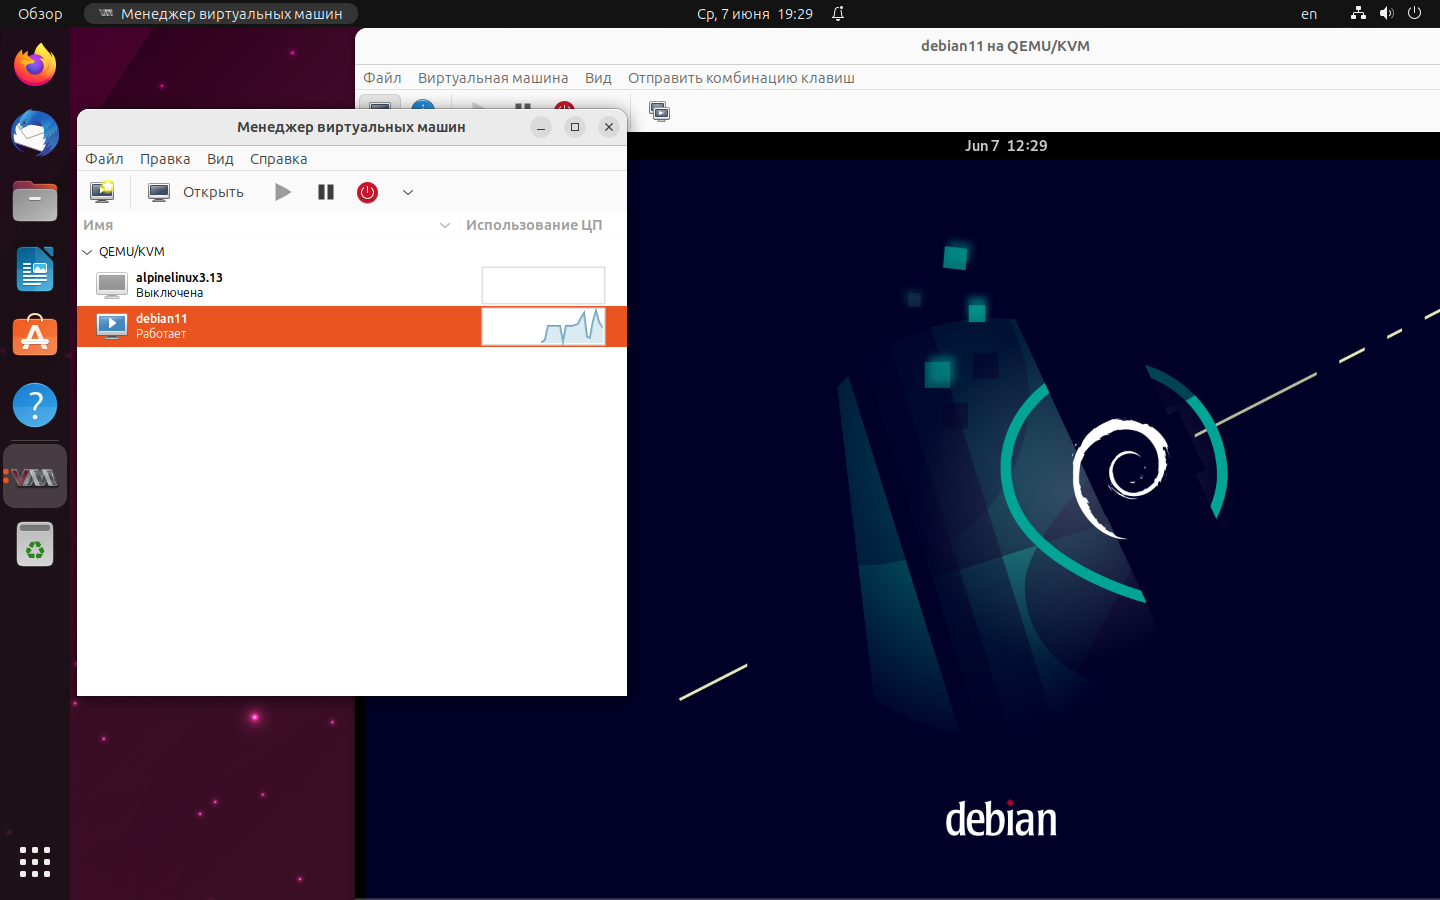 Обзор
Менеджер виртуальных машин
Ср, 7 июня 19:29
en
debian11 на QEMU/KVM
Файл Виртуальная машина Вид Отправить комбинацию клавиш
Jun 7 12:29
Менеджер виртуальных машин
Файл Правка Вид Справка
Открыть
Имя Использование ЦП
QEMU/KVM
alpinelinux3.13
Выключена
debian11
Работает
debian